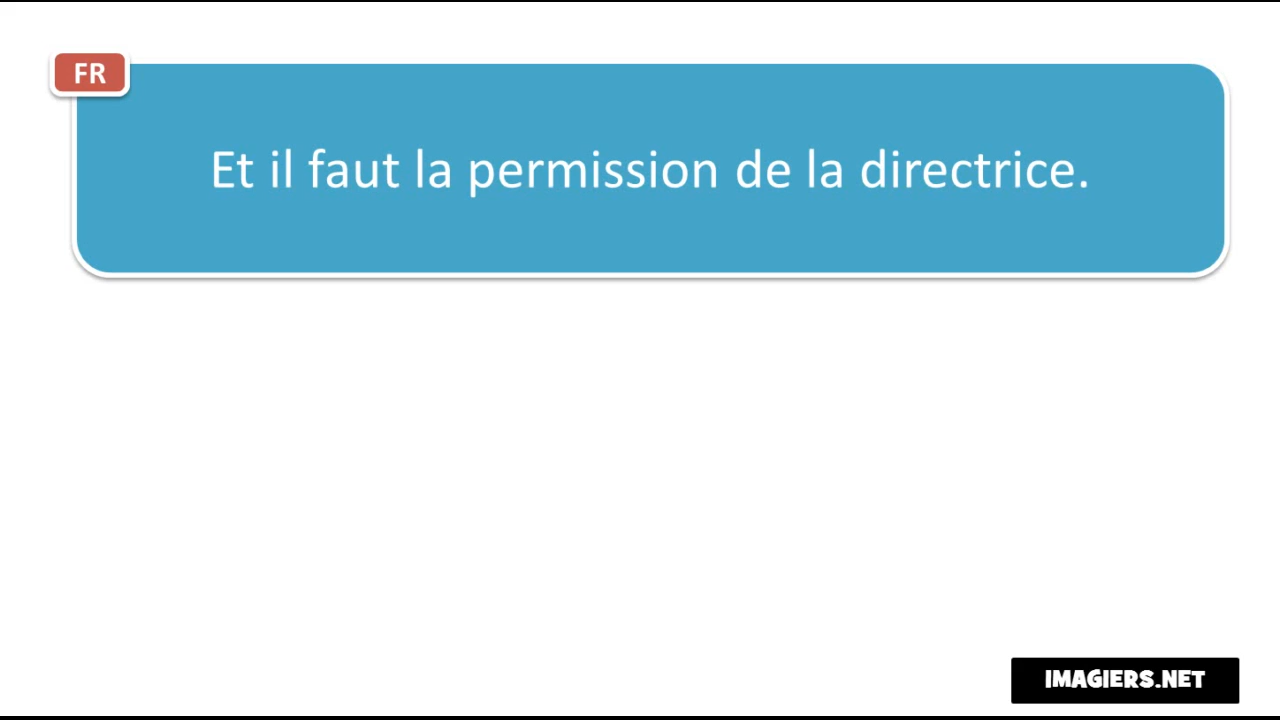 FR
Et il faut la permission de la directrice.
IMAGIERS.NET